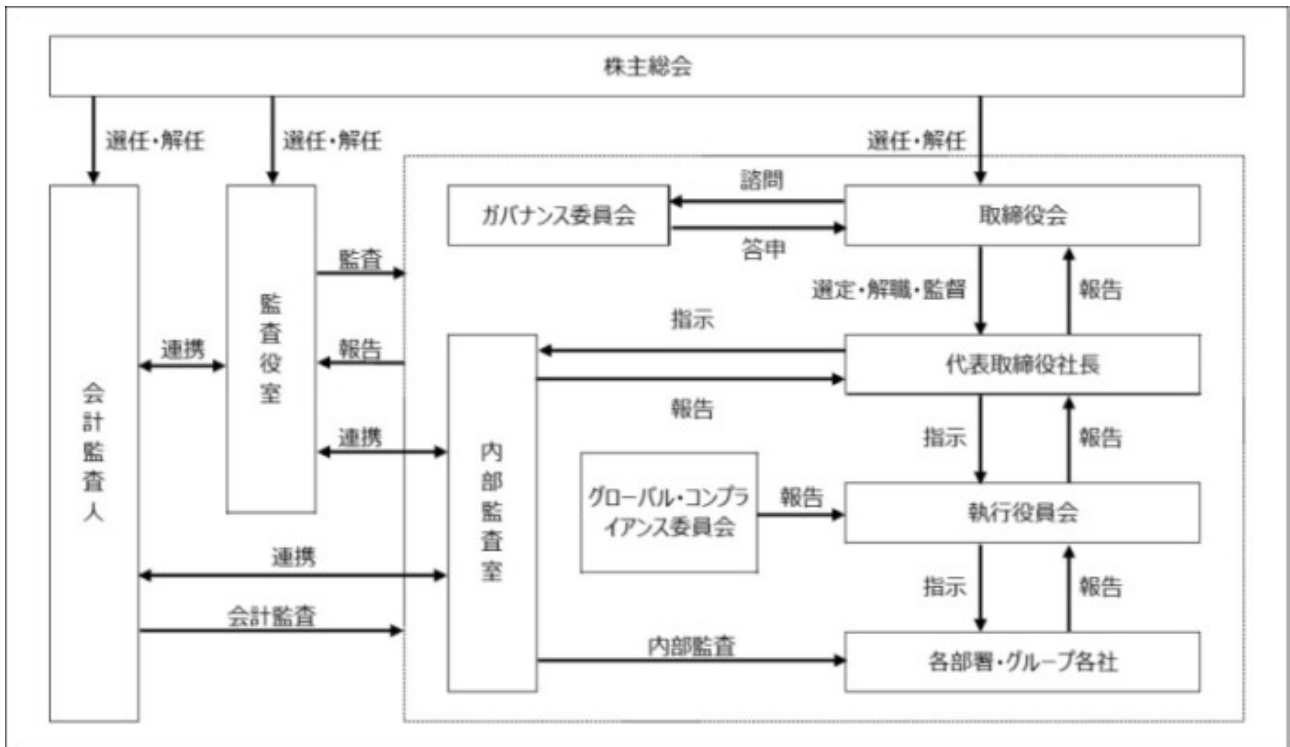 株主総会
選任・解任
選任・解任
選任・解任
ガバナンス委員会
諮問
答申
取締役会
監査
選定・解職・監督
報告
監査役室
連携
報告
指示
報告
代表取締役社長
会計監査人
連携
内部監査室
指示
報告
グローバル・コンプラ
イアンス委員会
報告
執行役員会
連携
指示
報告
会計監査
内部監査
各部署・グループ各社